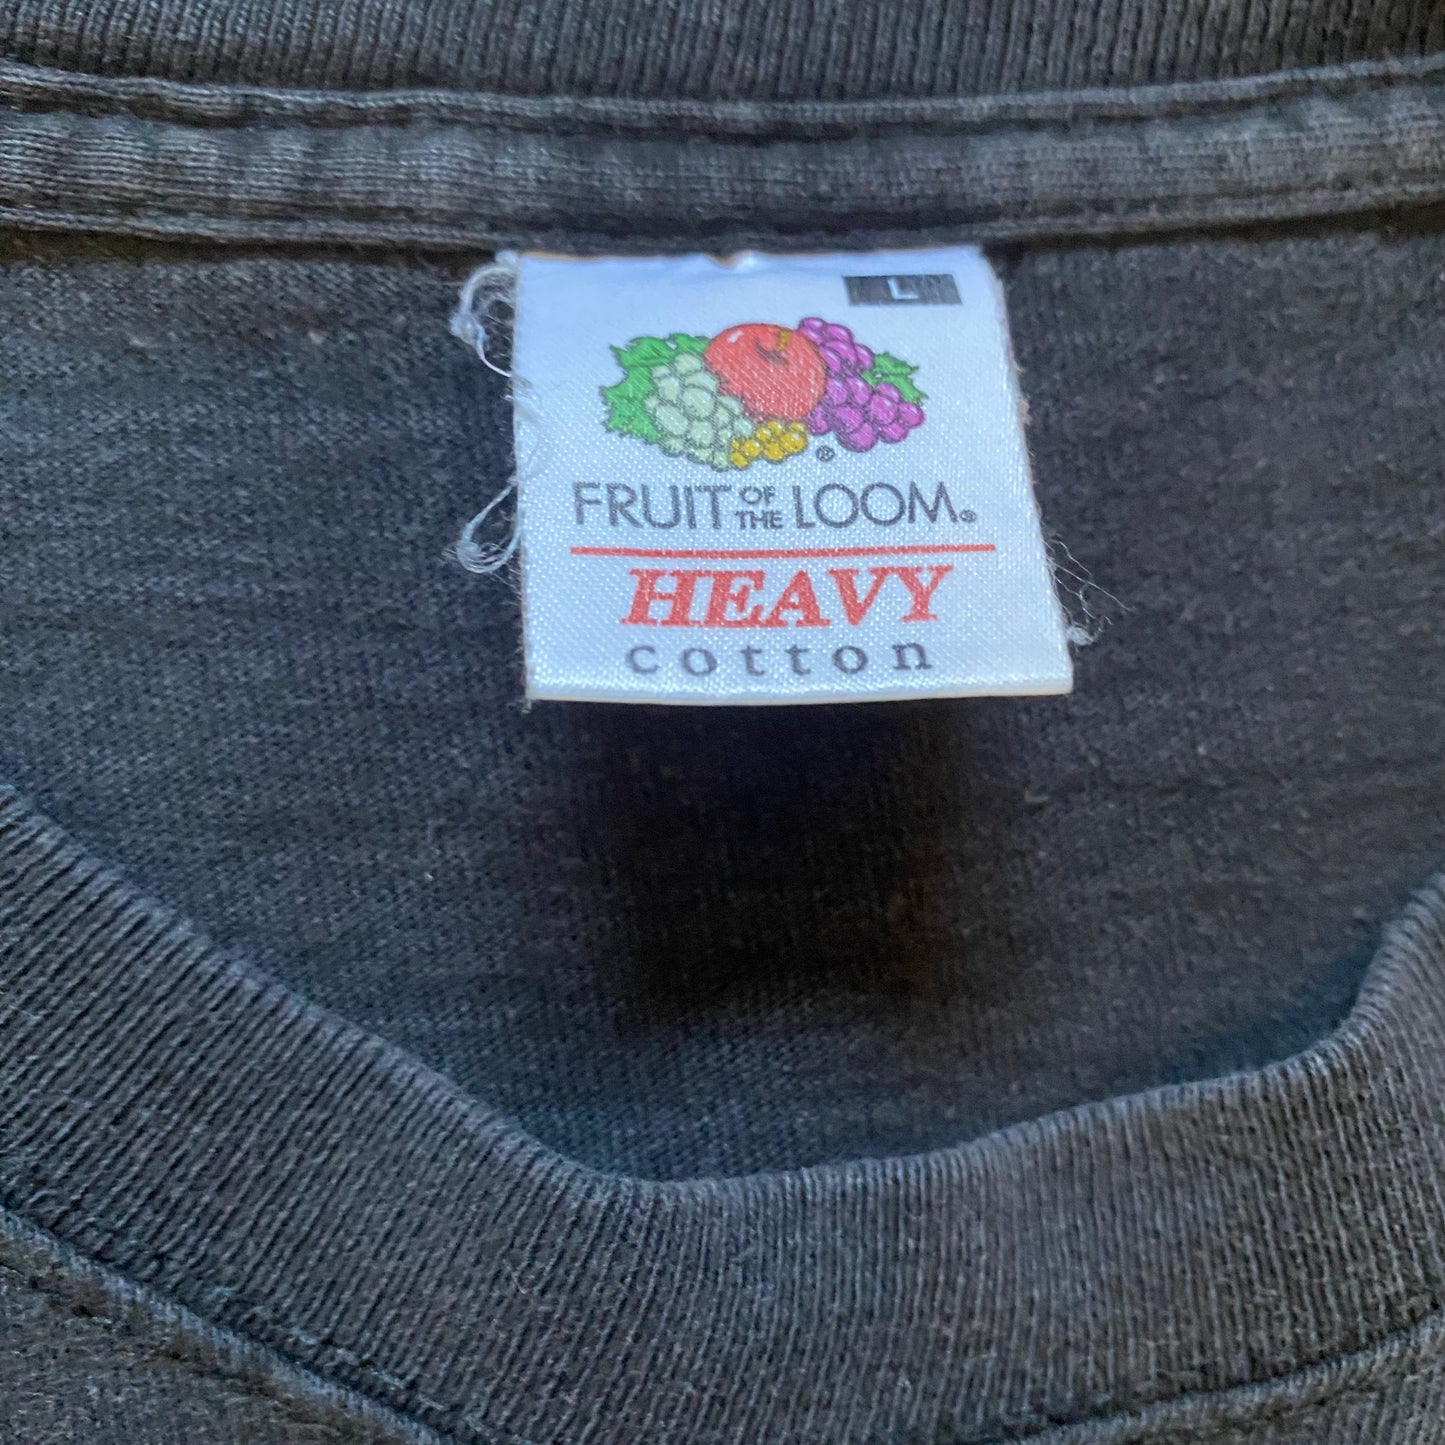 L
®
FRUIT OF THE LOOM®
HEAVY
cotton